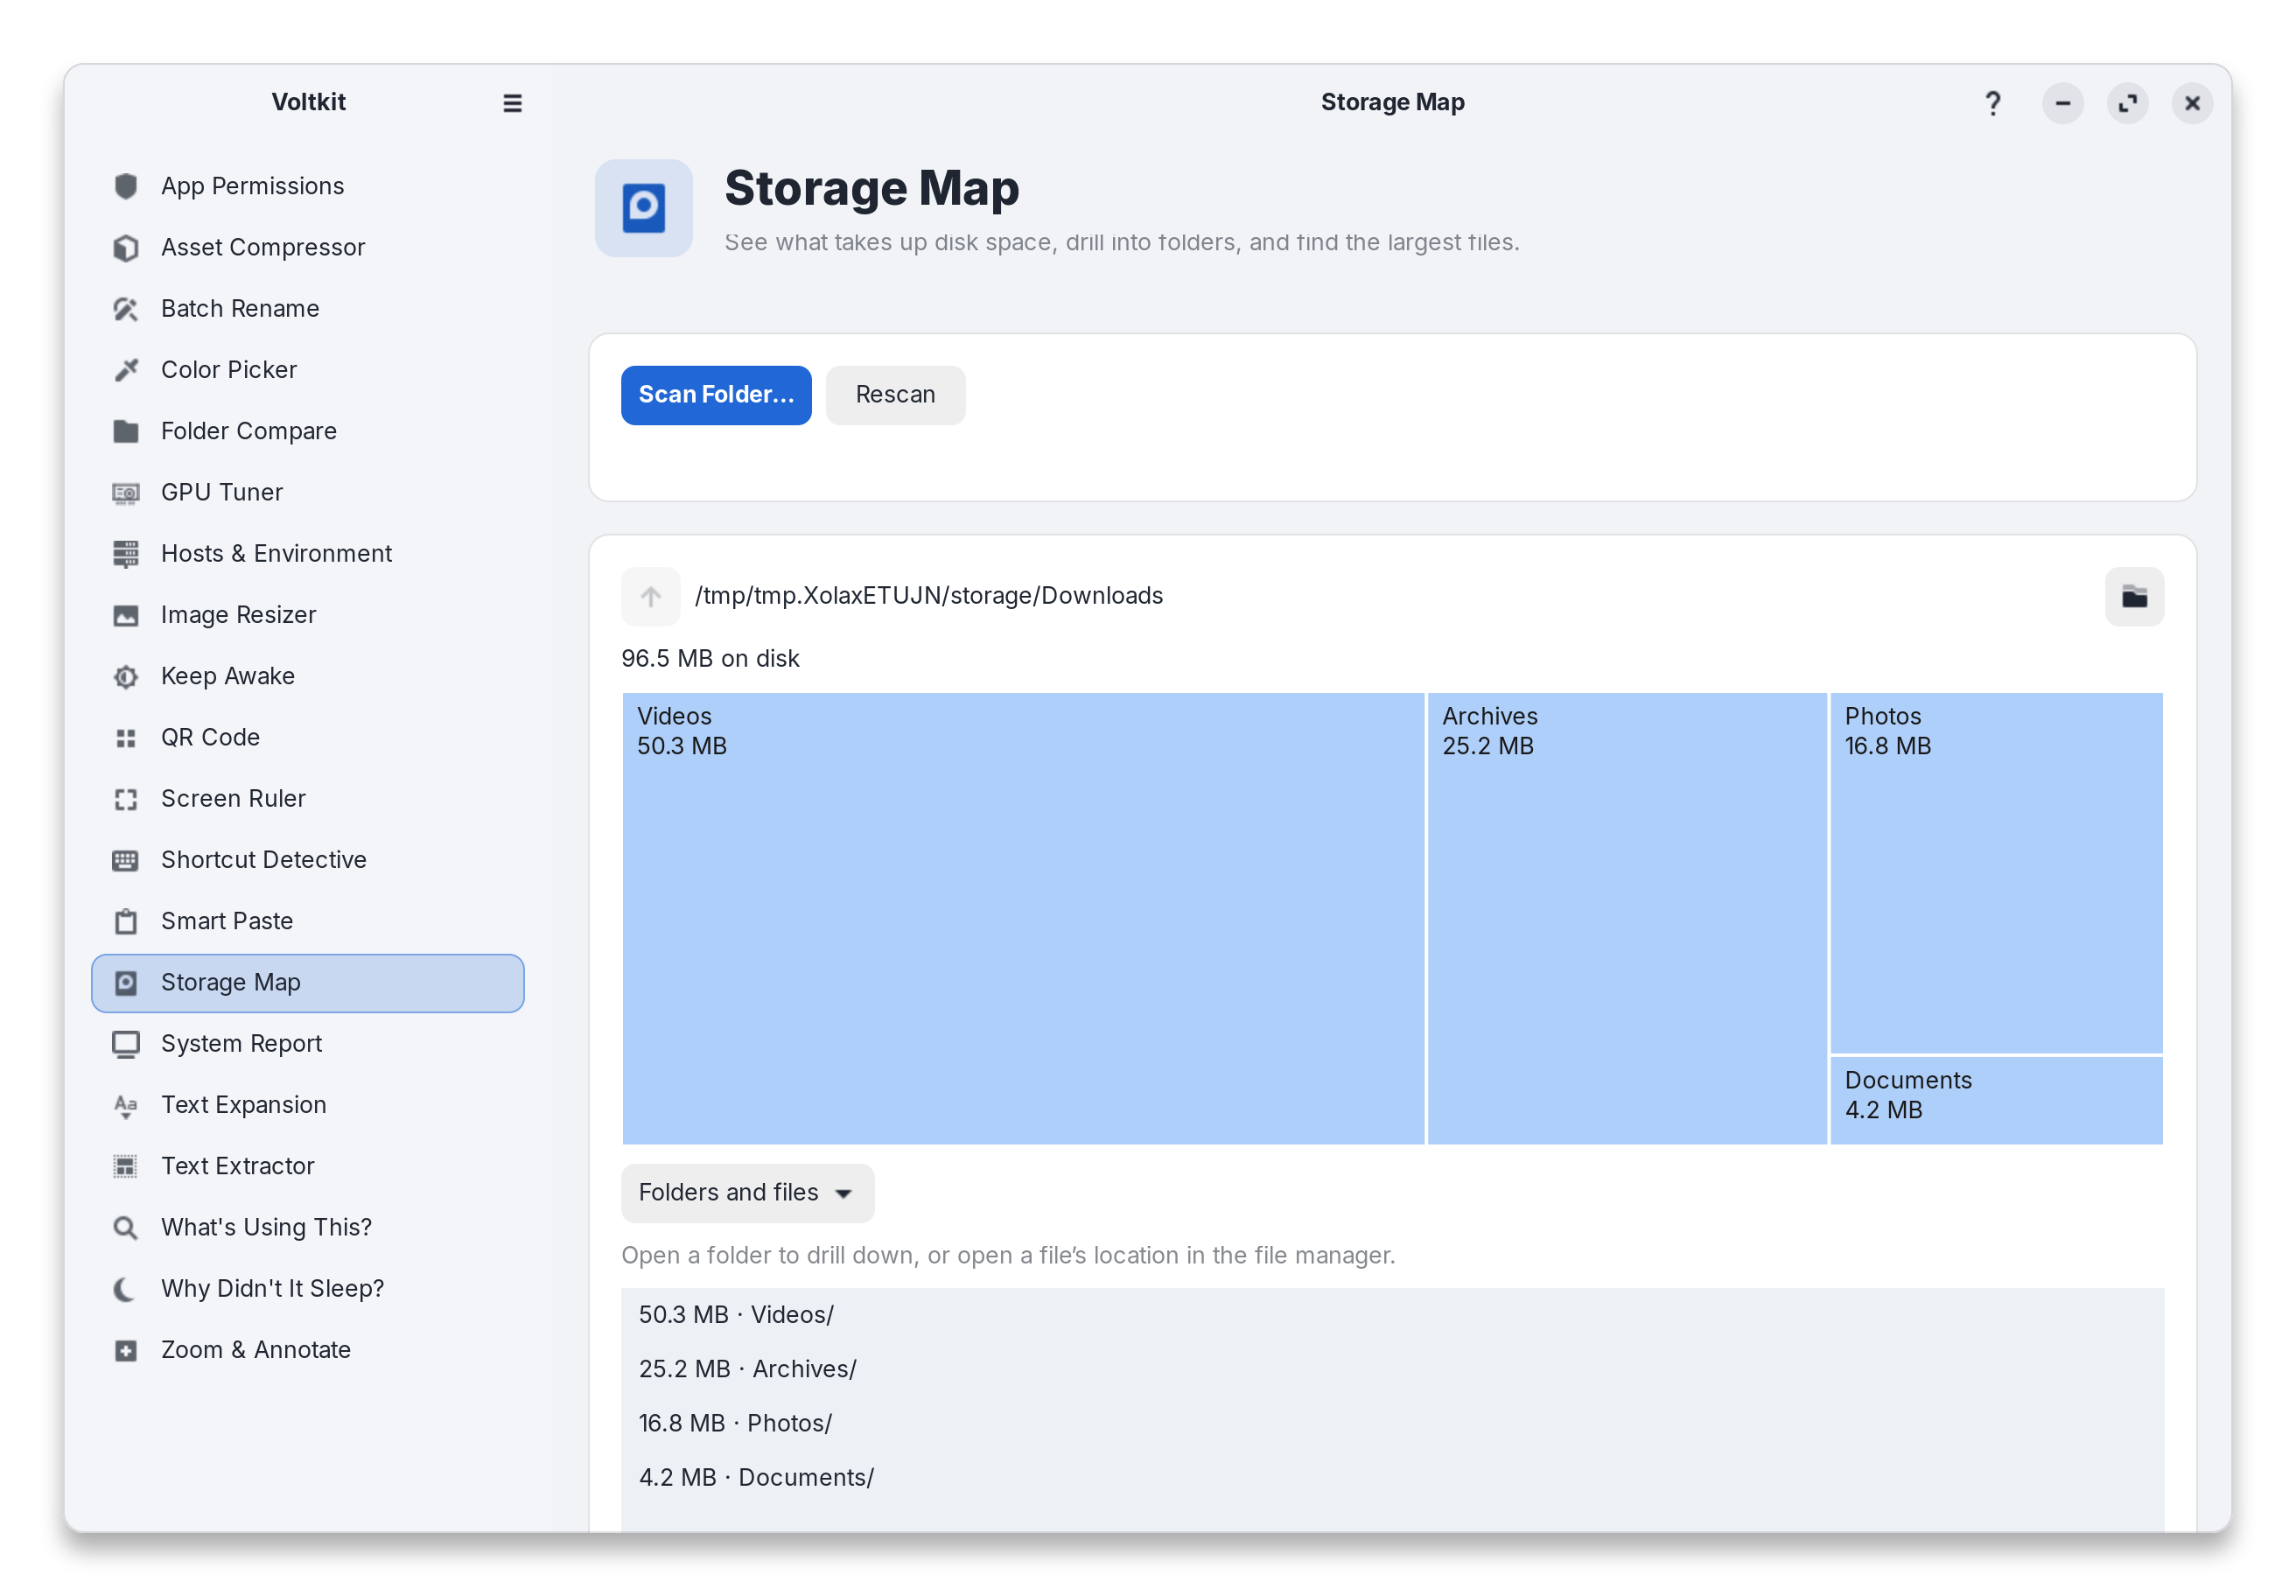 Voltkit
Storage Map
?
App Permissions
Asset Compressor
Batch Rename
Color Picker
Folder Compare
GPU Tuner
Hosts & Environment
Image Resizer
Keep Awake
QR Code
Screen Ruler
Shortcut Detective
Smart Paste
Storage Map
System Report
Aa
Text Expansion
Text Extractor
What's Using This?
Why Didn't It Sleep?
Zoom & Annotate
Storage Map
See what takes up disk space, drill into folders, and find the largest files.
Scan Folder...
Rescan
/tmp/tmp.XolaxETUJN/storage/Downloads
96.5 MB on disk
Videos
50.3 MB
Archives
25.2 MB
Photos
16.8 MB
Documents
4.2 MB
Folders and files
Open a folder to drill down, or open a file’s location in the file manager.
50.3 MB · Videos/
25.2 MB · Archives/
16.8 MB · Photos/
4.2 MB · Documents/